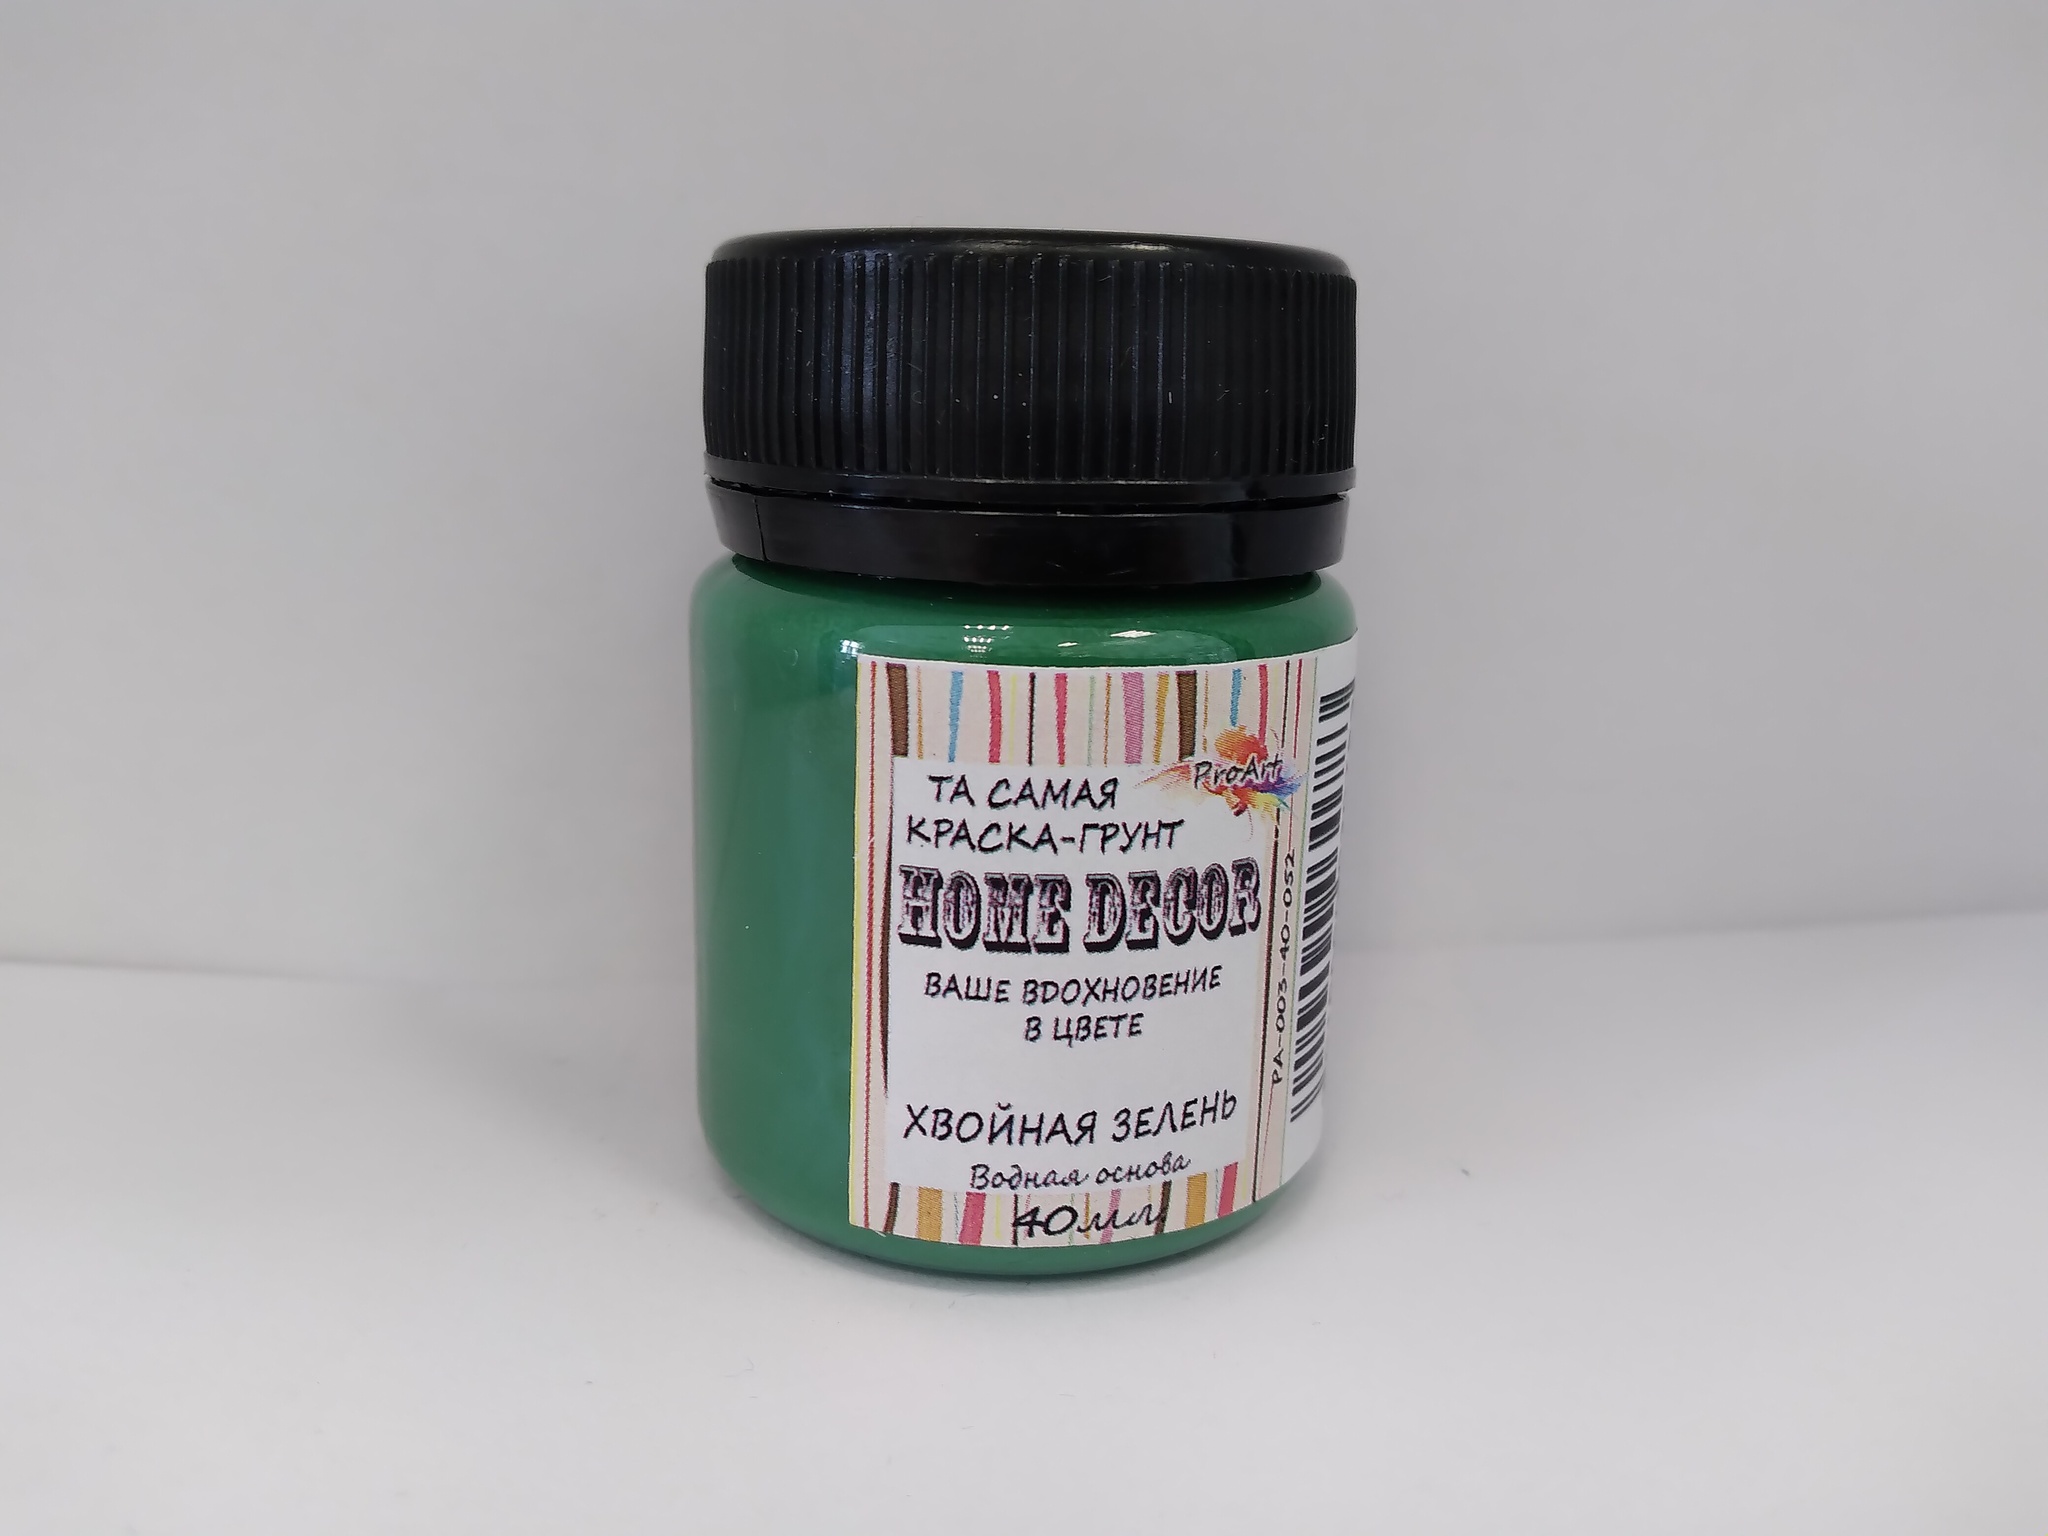 ProArt
ТА САМАЯ
КРАСКА-ГРУНТ
HOME DECOR
ВАШЕ ВДОХНОВЕНИЕ
В ЦВЕТЕ
ХВОЙНАЯ ЗЕЛЕНЬ
Водная основа
40мл
PA-003-40-052